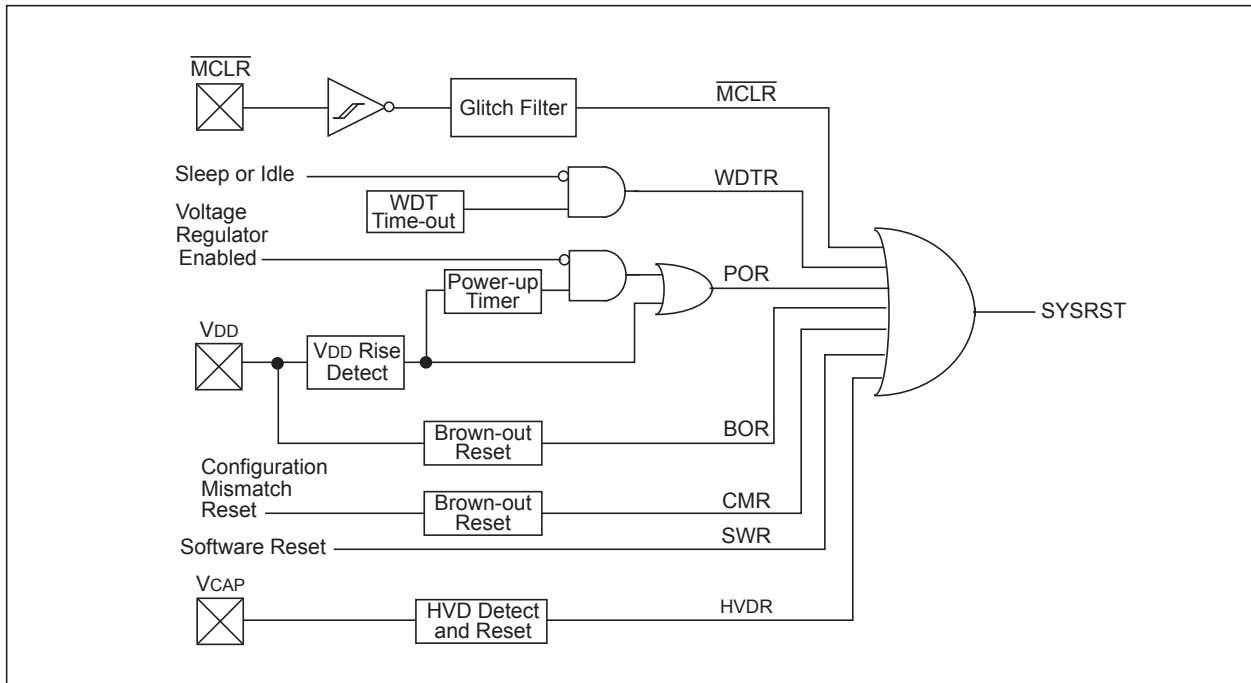 MCLR
Glitch Filter
MCLR
Sleep or Idle
WDT
Time-out
WDTR
Voltage
Regulator
Enabled
Power-up
Timer
POR
SYSRST
VDD
VDD Rise
Detect
Brown-out
Reset
BOR
Configuration
Mismatch
Reset
Brown-out
Reset
CMR
Software Reset
SWR
VCAP
HVD Detect
and Reset
HVDR